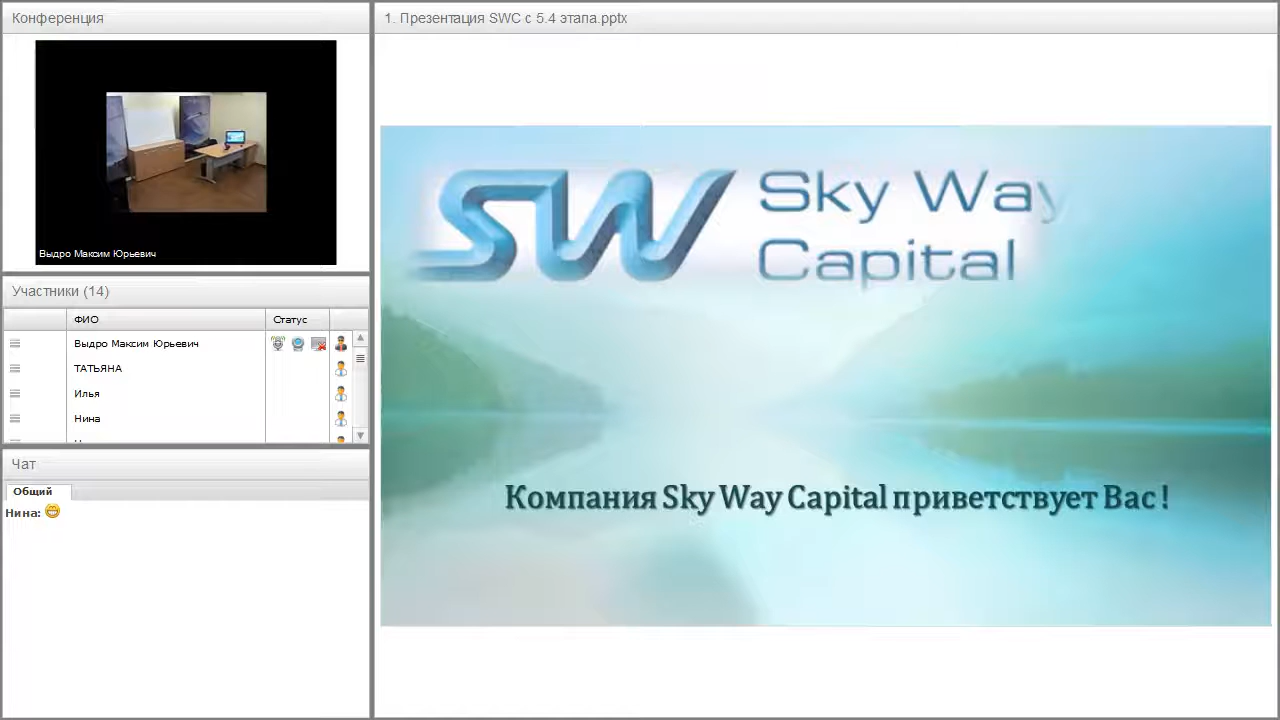 Конференция
Выдро Максим Юрьевич
Участники (14)
ФИО
Статус
Выдро Максим Юрьевич
ТАТЬЯНА
Илья
Нина
Чат
Общий
Нина:
1. Презентация SWC с 5.4 этапа.pptx
SW
Sky Way
Capital
Компания Sky Way Capital приветствует Вас !